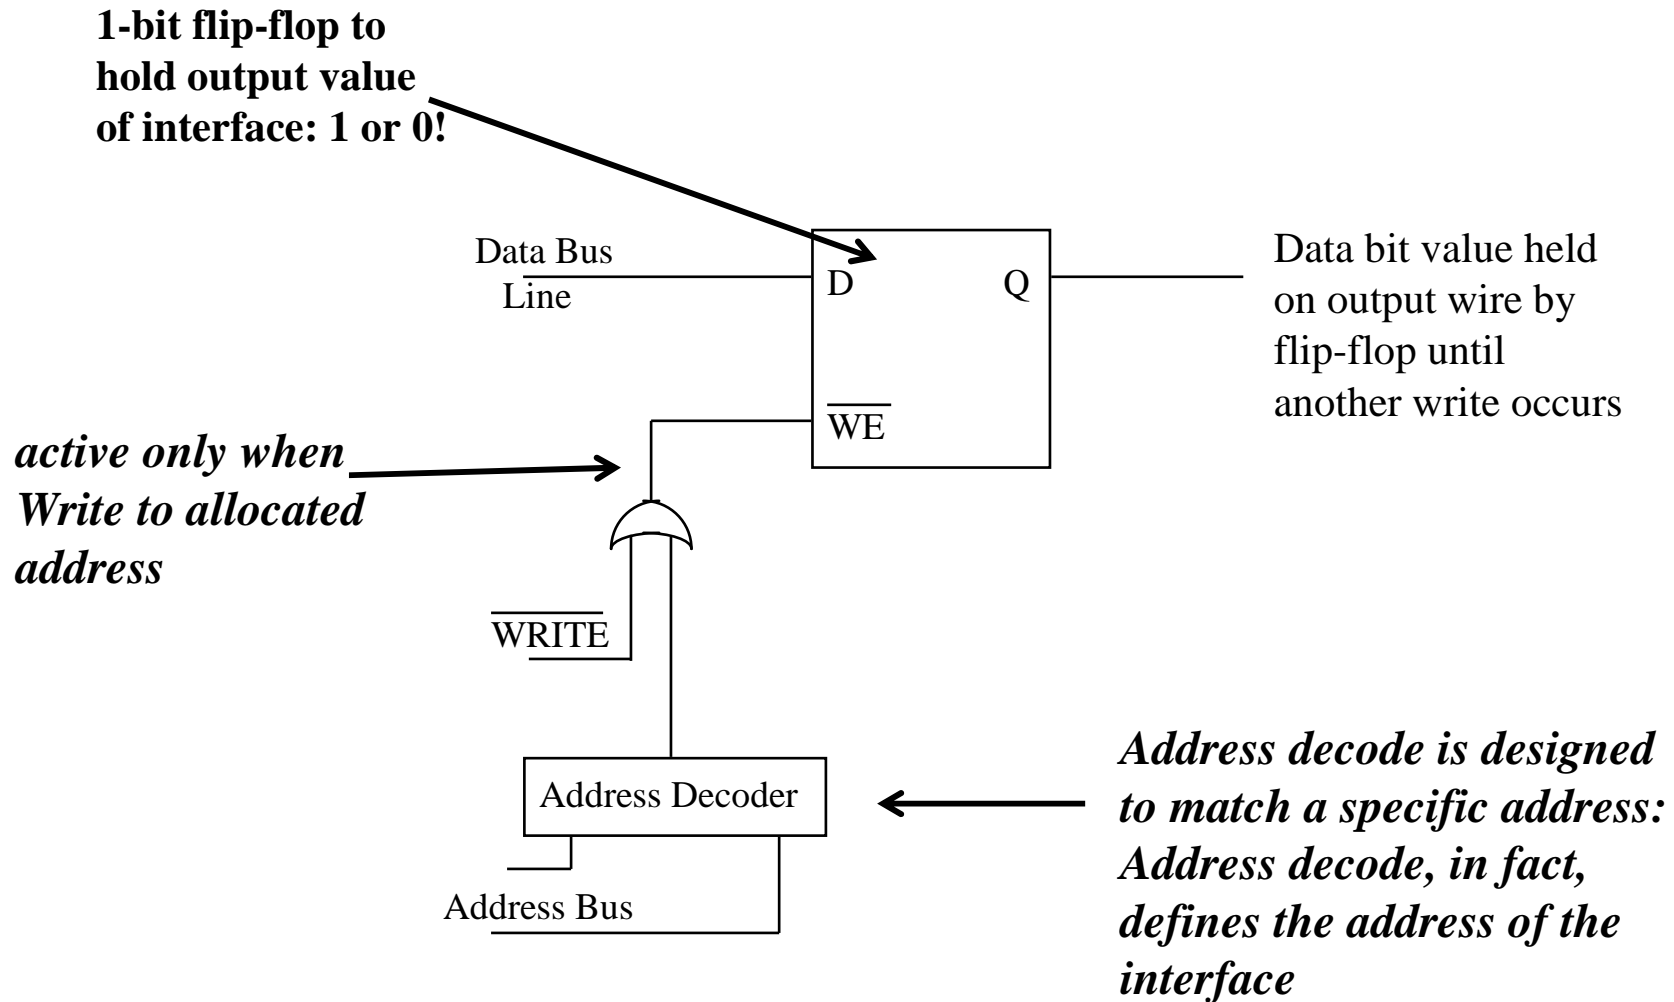 1-bit flip-flop to
hold output value
of interface: 1 or 0!
Data Bus
Line
D
Q
Data bit value held
on output wire by
flip-flop until
another write occurs
W̅E̅
active only when
Write to allocated
address
W̅R̅I̅T̅E̅
Address Decoder
Address Bus
Address decode is designed
to match a specific address:
Address decode, in fact,
defines the address of the
interface